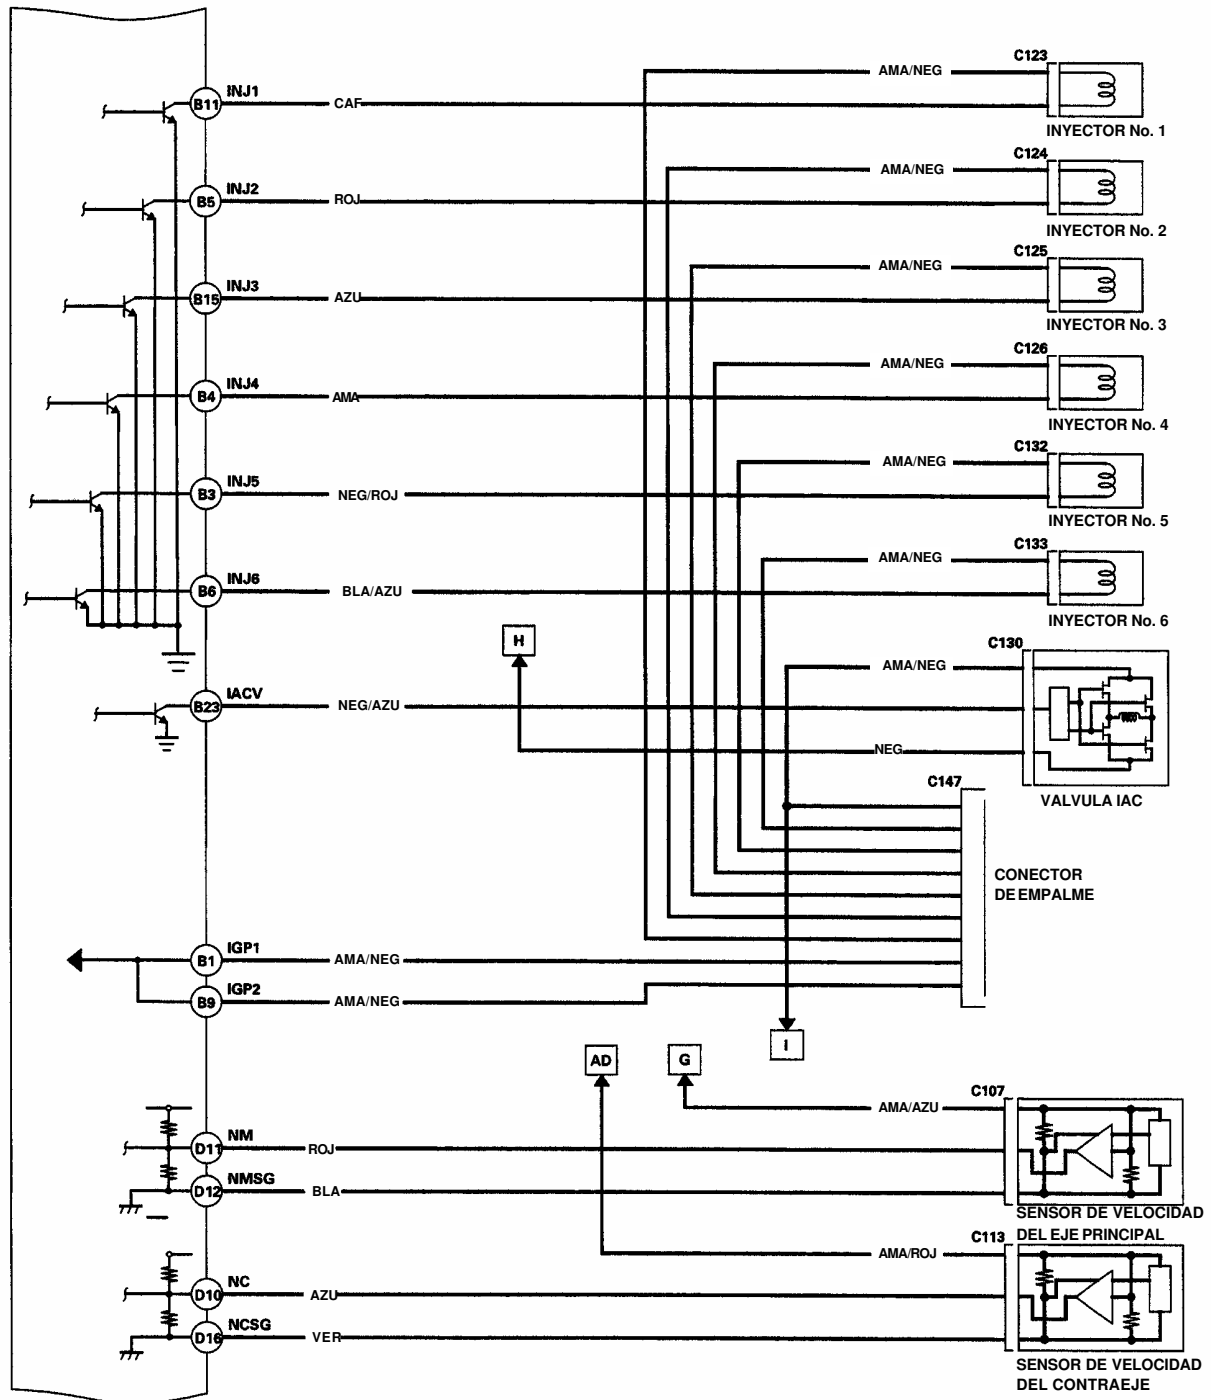 C123
AMA/NEG
INJ1
B11
CAF
INYECTOR No. 1
C124
AMA/NEG
INJ2
B5
ROJ
INYECTOR No. 2
C125
AMA/NEG
INJ3
B15
AZU
INYECTOR No. 3
C126
AMA/NEG
INJ4
B4
AMA
INYECTOR No. 4
C132
AMA/NEG
INJ5
B3
NEG/ROJ
INYECTOR No. 5
C133
AMA/NEG
INJ6
B6
BLA/AZU
INYECTOR No. 6
H
C130
AMA/NEG
IACV
B23
NEG/AZU
NEG
VALVULA IAC
C147
CONECTOR
DE EMPALME
IGP1
B1
AMA/NEG
IGP2
B9
AMA/NEG
I
AD
G
C107
AMA/AZU
NM
D11
ROJ
NMSG
D12
BLA
SENSOR DE VELOCIDAD
DEL EJE PRINCIPAL
C113
AMA/ROJ
NC
D10
AZU
NCSG
D16
VER
SENSOR DE VELOCIDAD
DEL CONTRAEJE